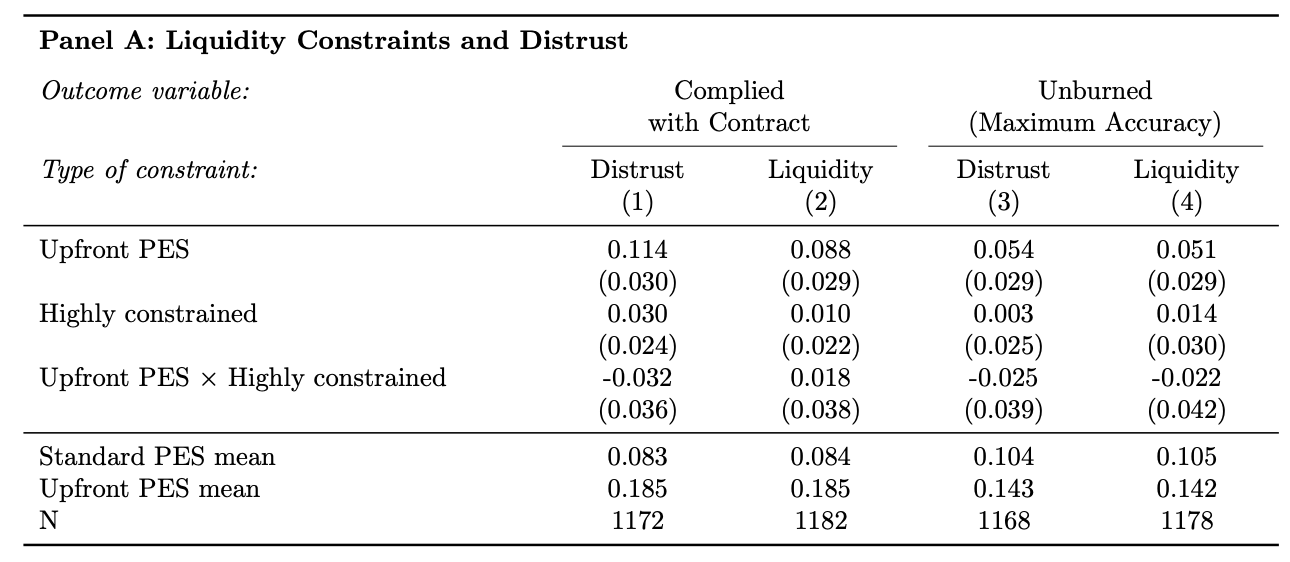 Panel A: Liquidity Constraints and Distrust
Outcome variable: Complied Unburned
with Contract (Maximum Accuracy)
Type of constraint: Distrust Liquidity Distrust Liquidity
(1) (2) (3) (4)
Upfront PES 0.114 0.088 0.054 0.051
(0.030) (0.029) (0.029) (0.029)
Highly constrained 0.030 0.010 0.003 0.014
(0.024) (0.022) (0.025) (0.030)
Upfront PES × Highly constrained -0.032 0.018 -0.025 -0.022
(0.036) (0.038) (0.039) (0.042)
Standard PES mean 0.083 0.084 0.104 0.105
Upfront PES mean 0.185 0.185 0.143 0.142
N 1172 1182 1168 1178